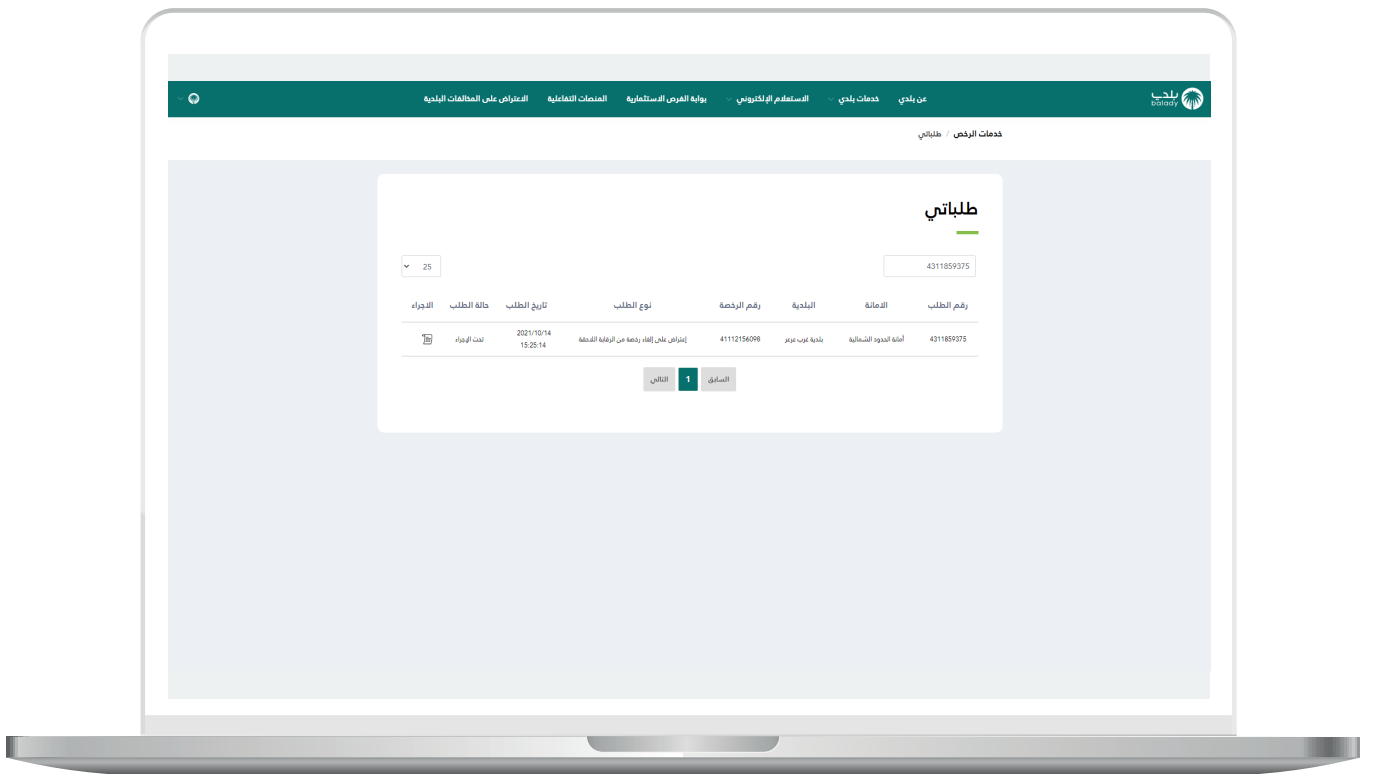 بلدي
balady
عن بلدي
خدمات بلدي
الاستعلام الإلكتروني
بوابة الفرص الاستثمارية
المنصات التفاعلية
الاعتراض على المخالفات البلدية
خدمات الرخص / طلباتي
طلباتي
4311859375
25
رقم الطلب الامانة البلدية رقم الرخصة نوع الطلب تاريخ الطلب حالة الطلب الاجراء
4311859375 أمانة الحدود الشمالية بلدية غرب عرعر 41112156098 إعتراض على إلغاء رخصة من الرقابة اللاحقة 2021/10/14 تحت الإجراء
15:25:14
السابق 1 التالي